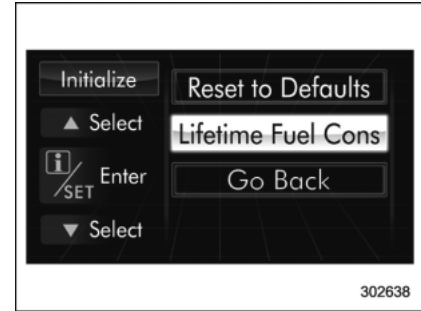 Initialize
▲ Select
i/SET Enter
▼ Select
Reset to Defaults
Lifetime Fuel Cons
Go Back
302638